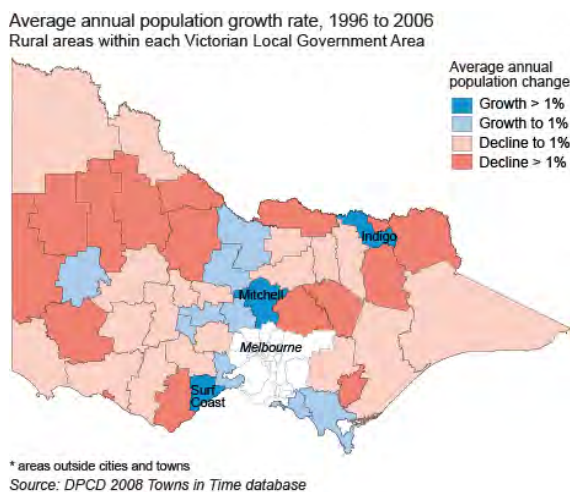 Average annual population growth rate, 1996 to 2006
Rural areas within each Victorian Local Government Area
Average annual
population change
Growth > 1%
Growth to 1%
Decline to 1%
Decline > 1%
Indigo
Mitchell
Melbourne
Surf
Coast
* areas outside cities and towns
Source: DPCD 2008 Towns in Time database